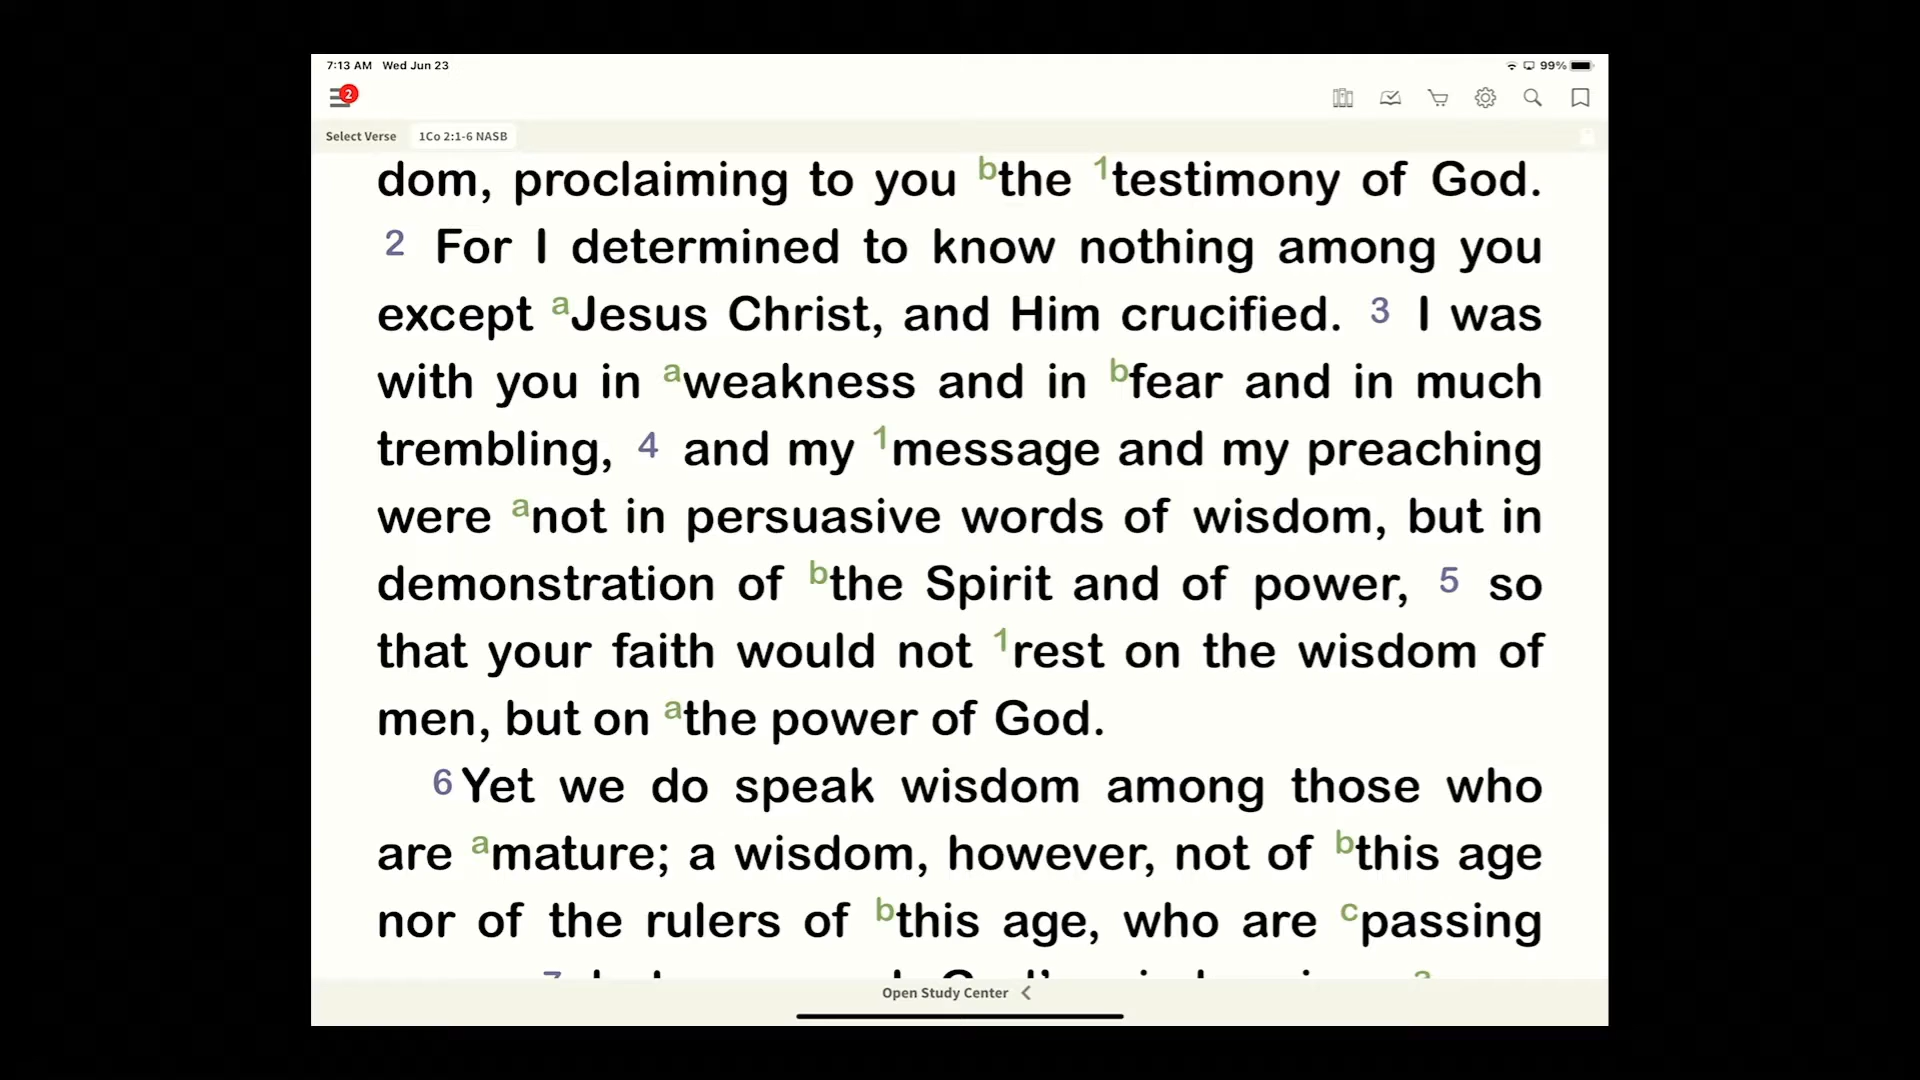 7:13 AM Wed Jun 23 99%
2
Select Verse 1Co 2:1-6 NASB
dom, proclaiming to you bthe 1testimony of God.
2 For I determined to know nothing among you
except aJesus Christ, and Him crucified. 3 I was
with you in aweakness and in bfear and in much
trembling, 4 and my 1message and my preaching
were anot in persuasive words of wisdom, but in
demonstration of bthe Spirit and of power, 5 so
that your faith would not 1rest on the wisdom of
men, but on athe power of God.
6 Yet we do speak wisdom among those who
are amature; a wisdom, however, not of bthis age
nor of the rulers of bthis age, who are cpassing
Open Study Center